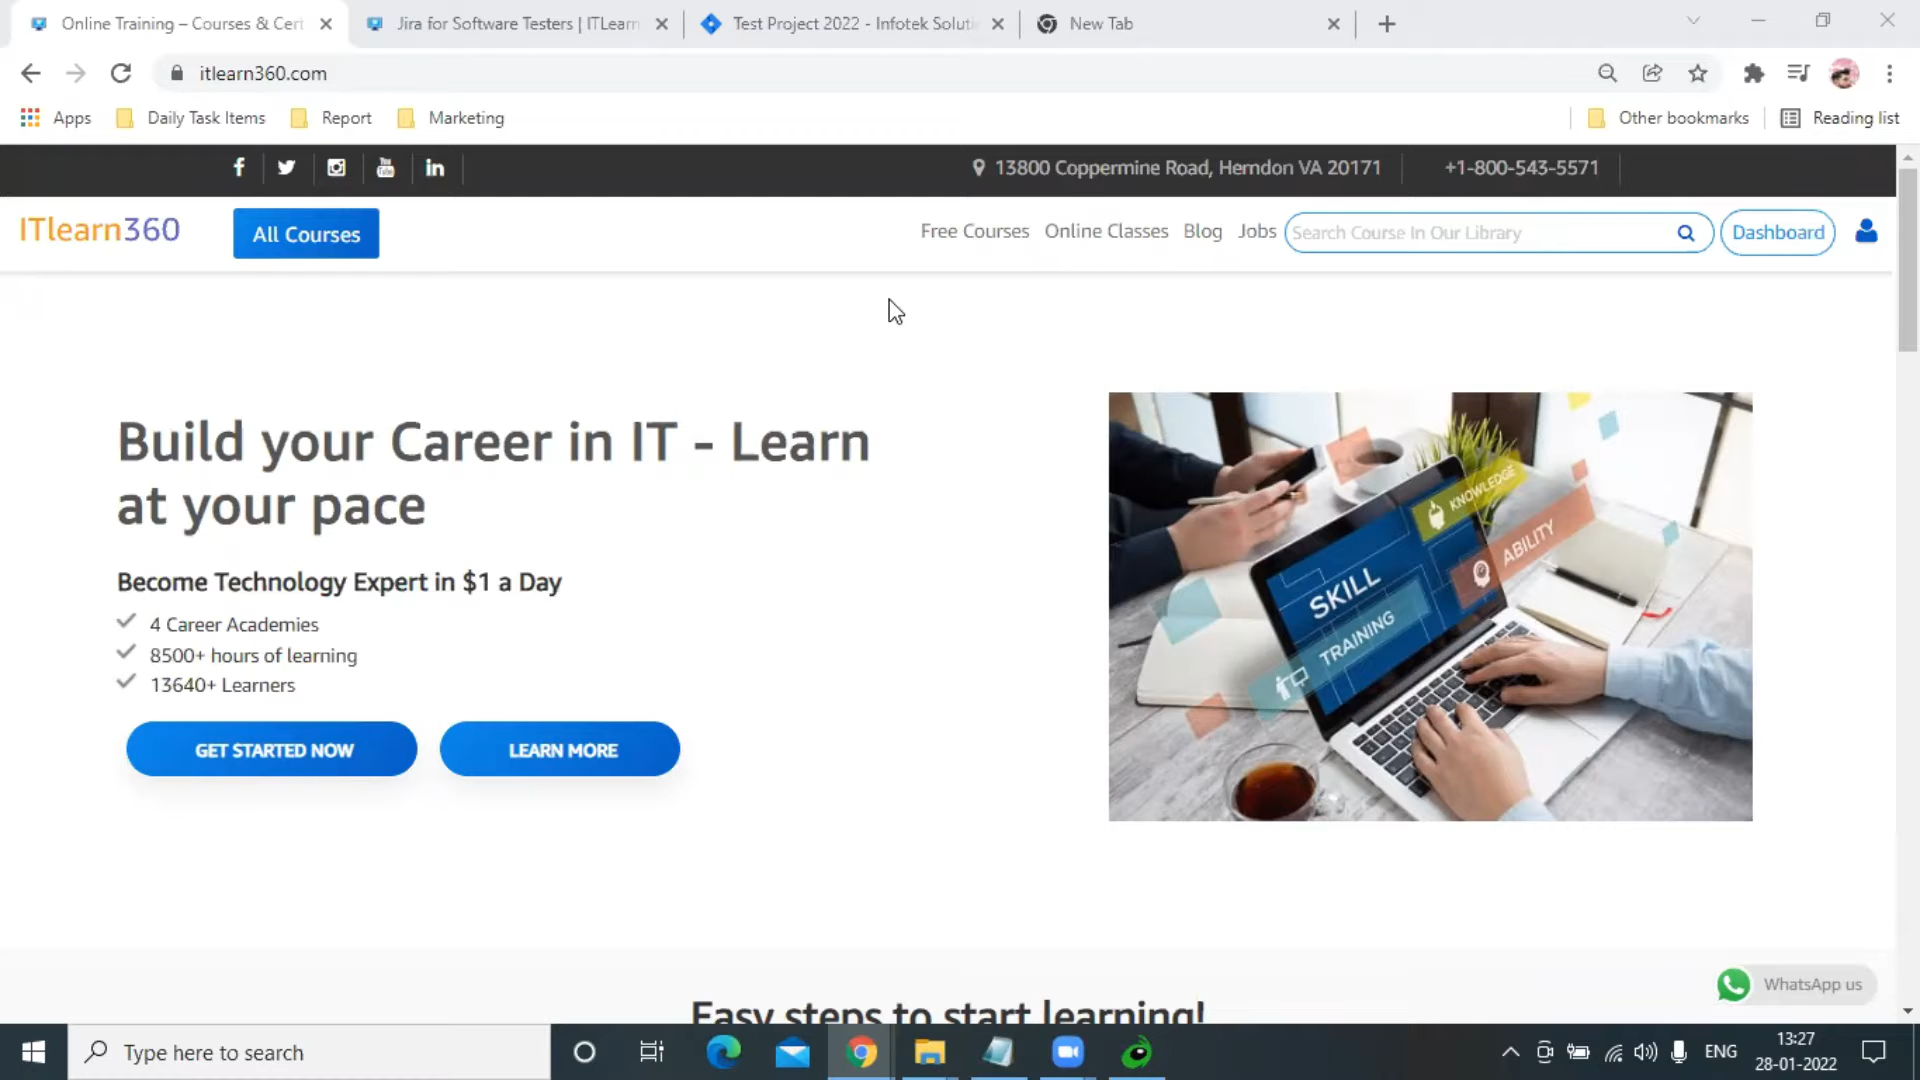 Online Training – Courses & Cert
Jira for Software Testers | ITLearn
Test Project 2022 - Infotek Soluti
New Tab
itlearn360.com
Apps
Daily Task Items
Report
Marketing
Other bookmarks
Reading list
13800 Coppermine Road, Herndon VA 20171
+1-800-543-5571
ITlearn360
All Courses
Free Courses
Online Classes
Blog
Jobs
Search Course In Our Library
Dashboard
Build your Career in IT - Learn
at your pace
Become Technology Expert in $1 a Day
4 Career Academies
8500+ hours of learning
13640+ Learners
GET STARTED NOW
LEARN MORE
KNOWLEDGE
ABILITY
SKILL
TRAINING
WhatsApp us
Easy steps to start learning!
Type here to search
ENG
13:27
28-01-2022